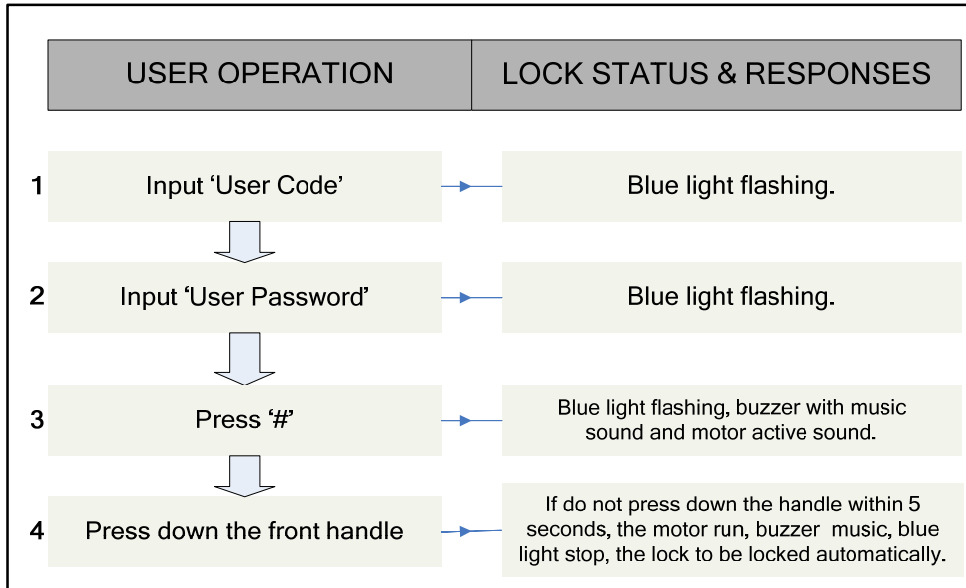 USER OPERATION
LOCK STATUS & RESPONSES
1
Input ‘User Code’
Blue light flashing.
2
Input ‘User Password’
Blue light flashing.
3
Press ‘#’
Blue light flashing, buzzer with music
sound and motor active sound.
4
Press down the front handle
If do not press down the handle within 5
seconds, the motor run, buzzer music, blue
light stop, the lock to be locked automatically.